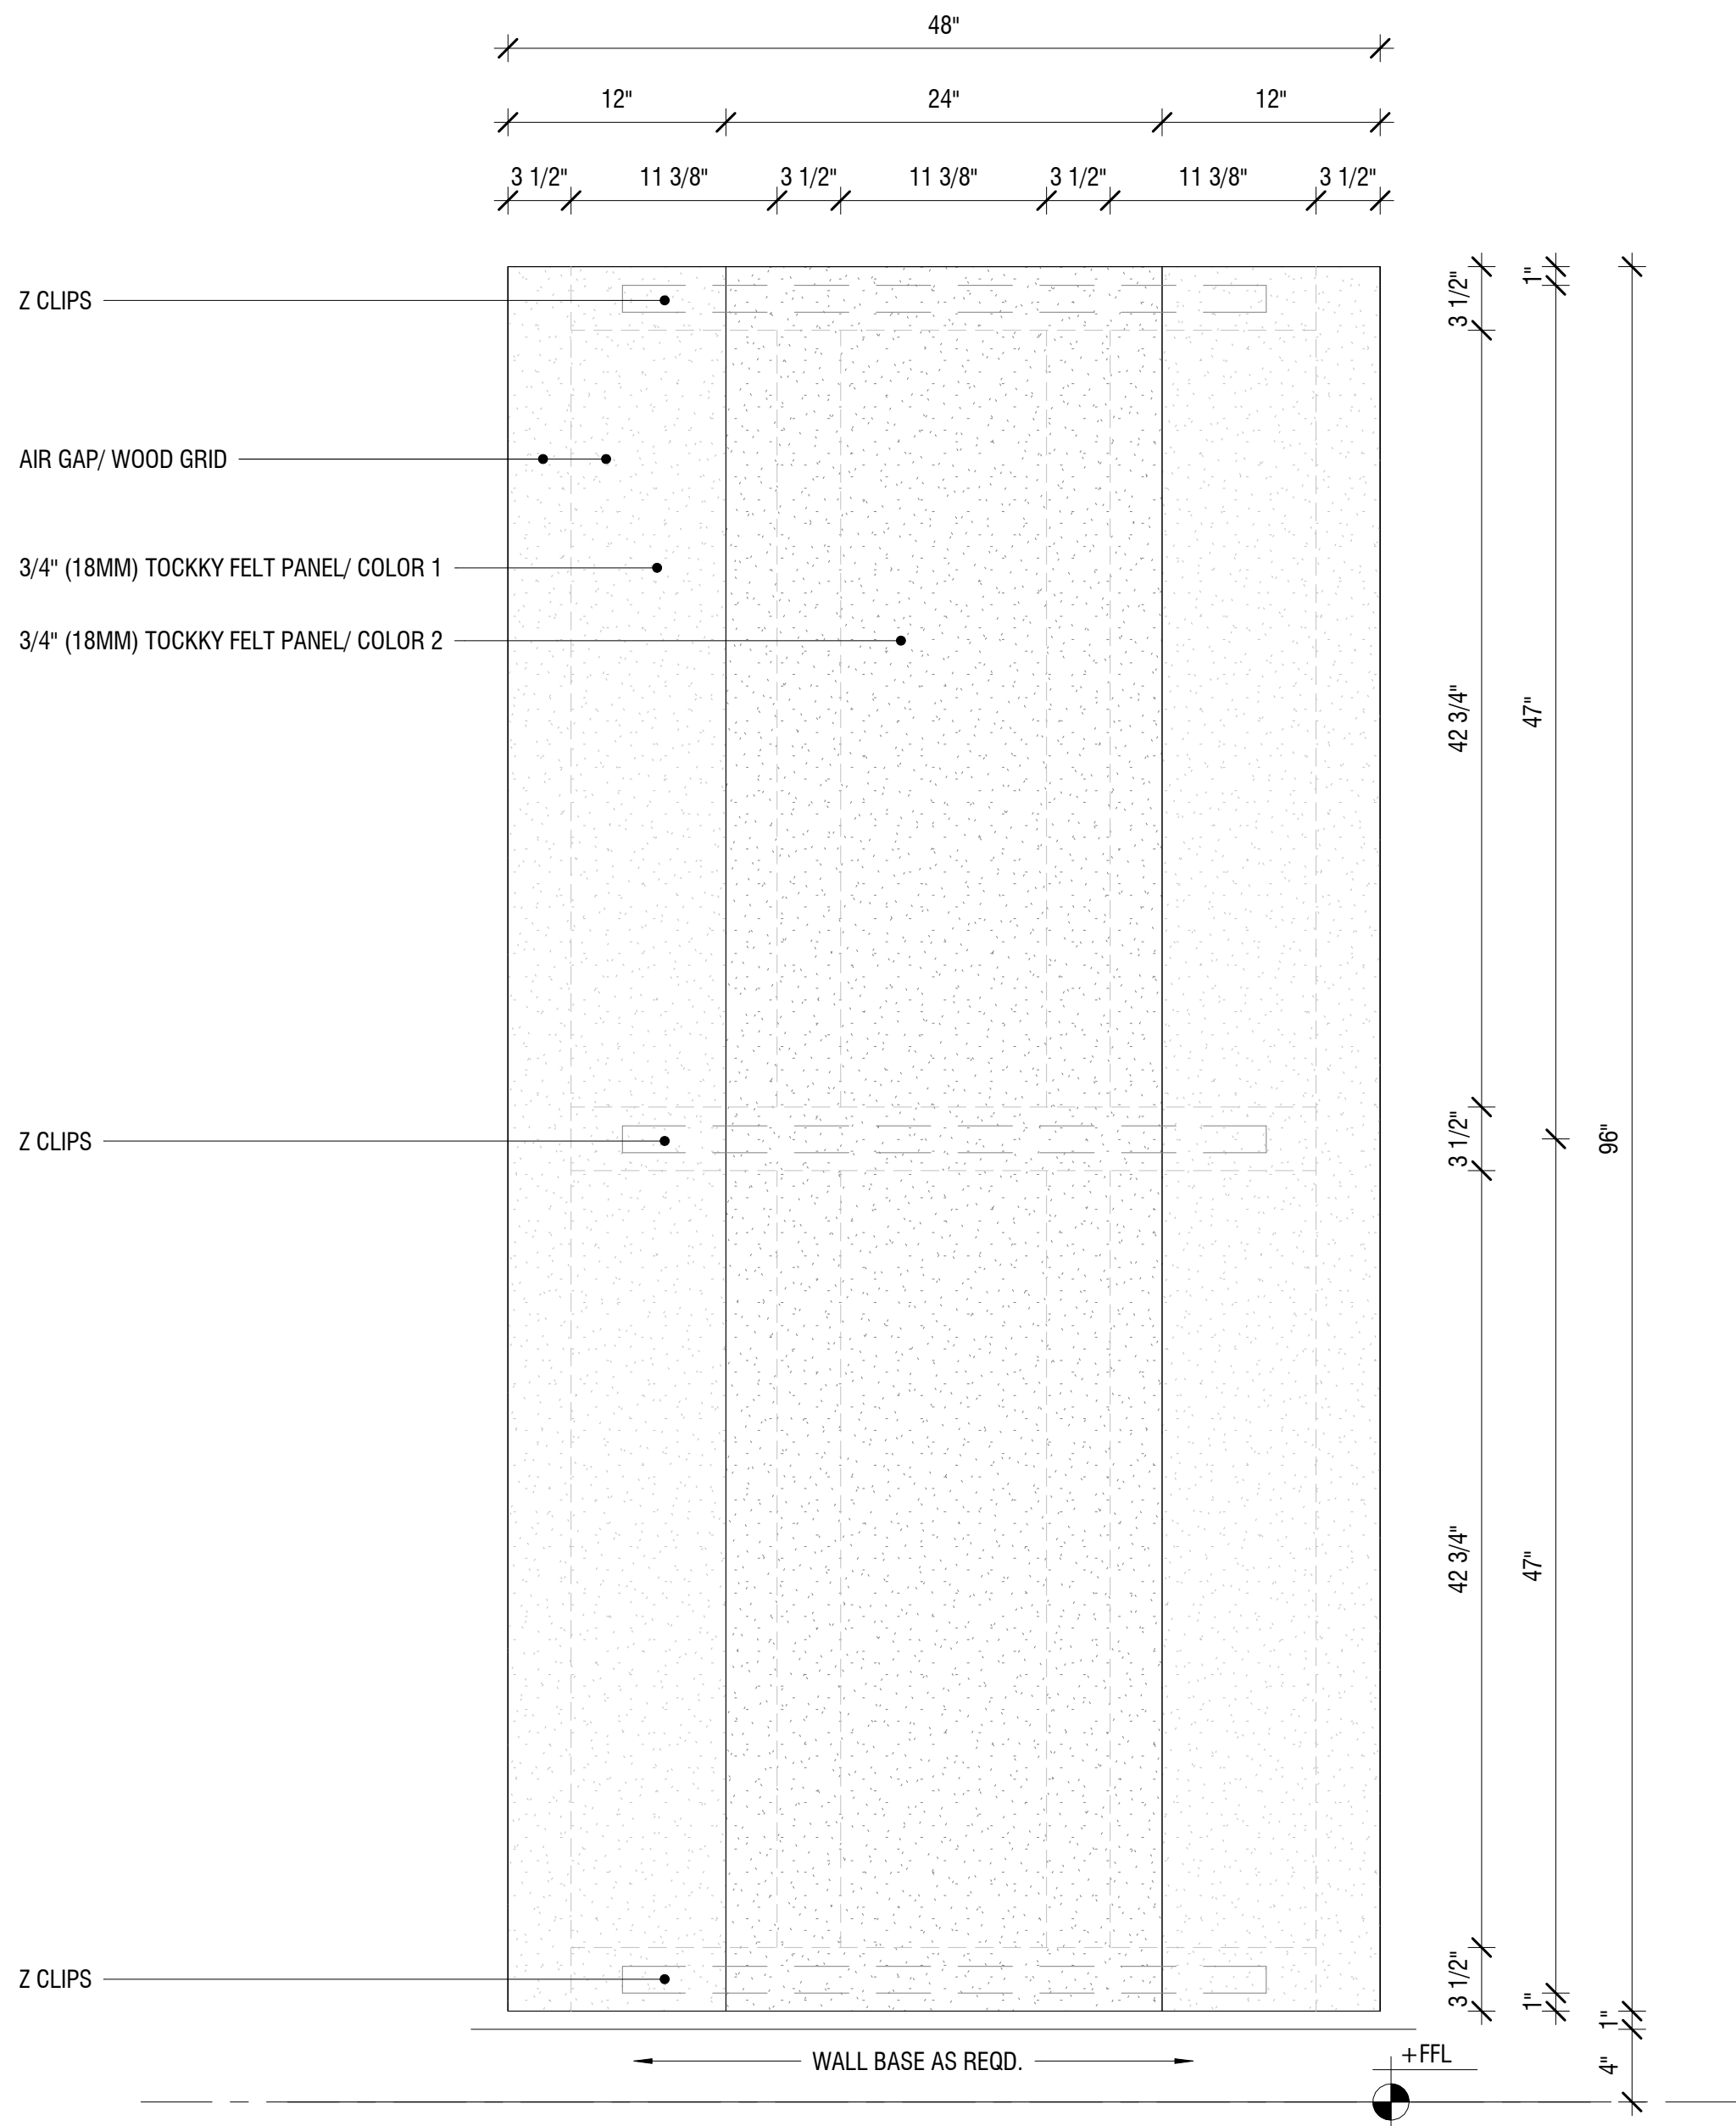 48"
12" 24" 12"
3 1/2" 11 3/8" 3 1/2" 11 3/8" 3 1/2" 11 3/8" 3 1/2"
Z CLIPS
AIR GAP/ WOOD GRID
3/4" (18MM) TOCKKY FELT PANEL/ COLOR 1
3/4" (18MM) TOCKKY FELT PANEL/ COLOR 2
Z CLIPS
Z CLIPS
3 1/2"
42 3/4"
3 1/2"
42 3/4"
3 1/2"
1"
47"
47"
1"
96"
1"
4"
WALL BASE AS REQD.
+FFL